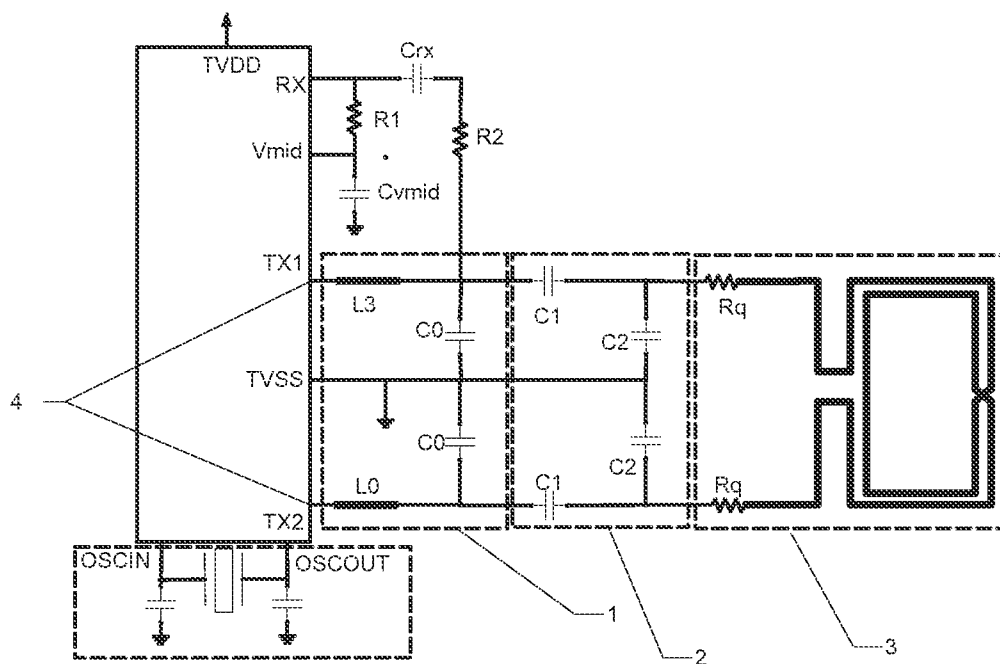 TVDD
RX
Crx
R1
R2
Vmid
Cvmid
TX1
L3
C1
Rq
C0
C2
TVSS
4
C0
C2
L0
C1
Rq
TX2
OSCIN
OSCOUT
1
2
3